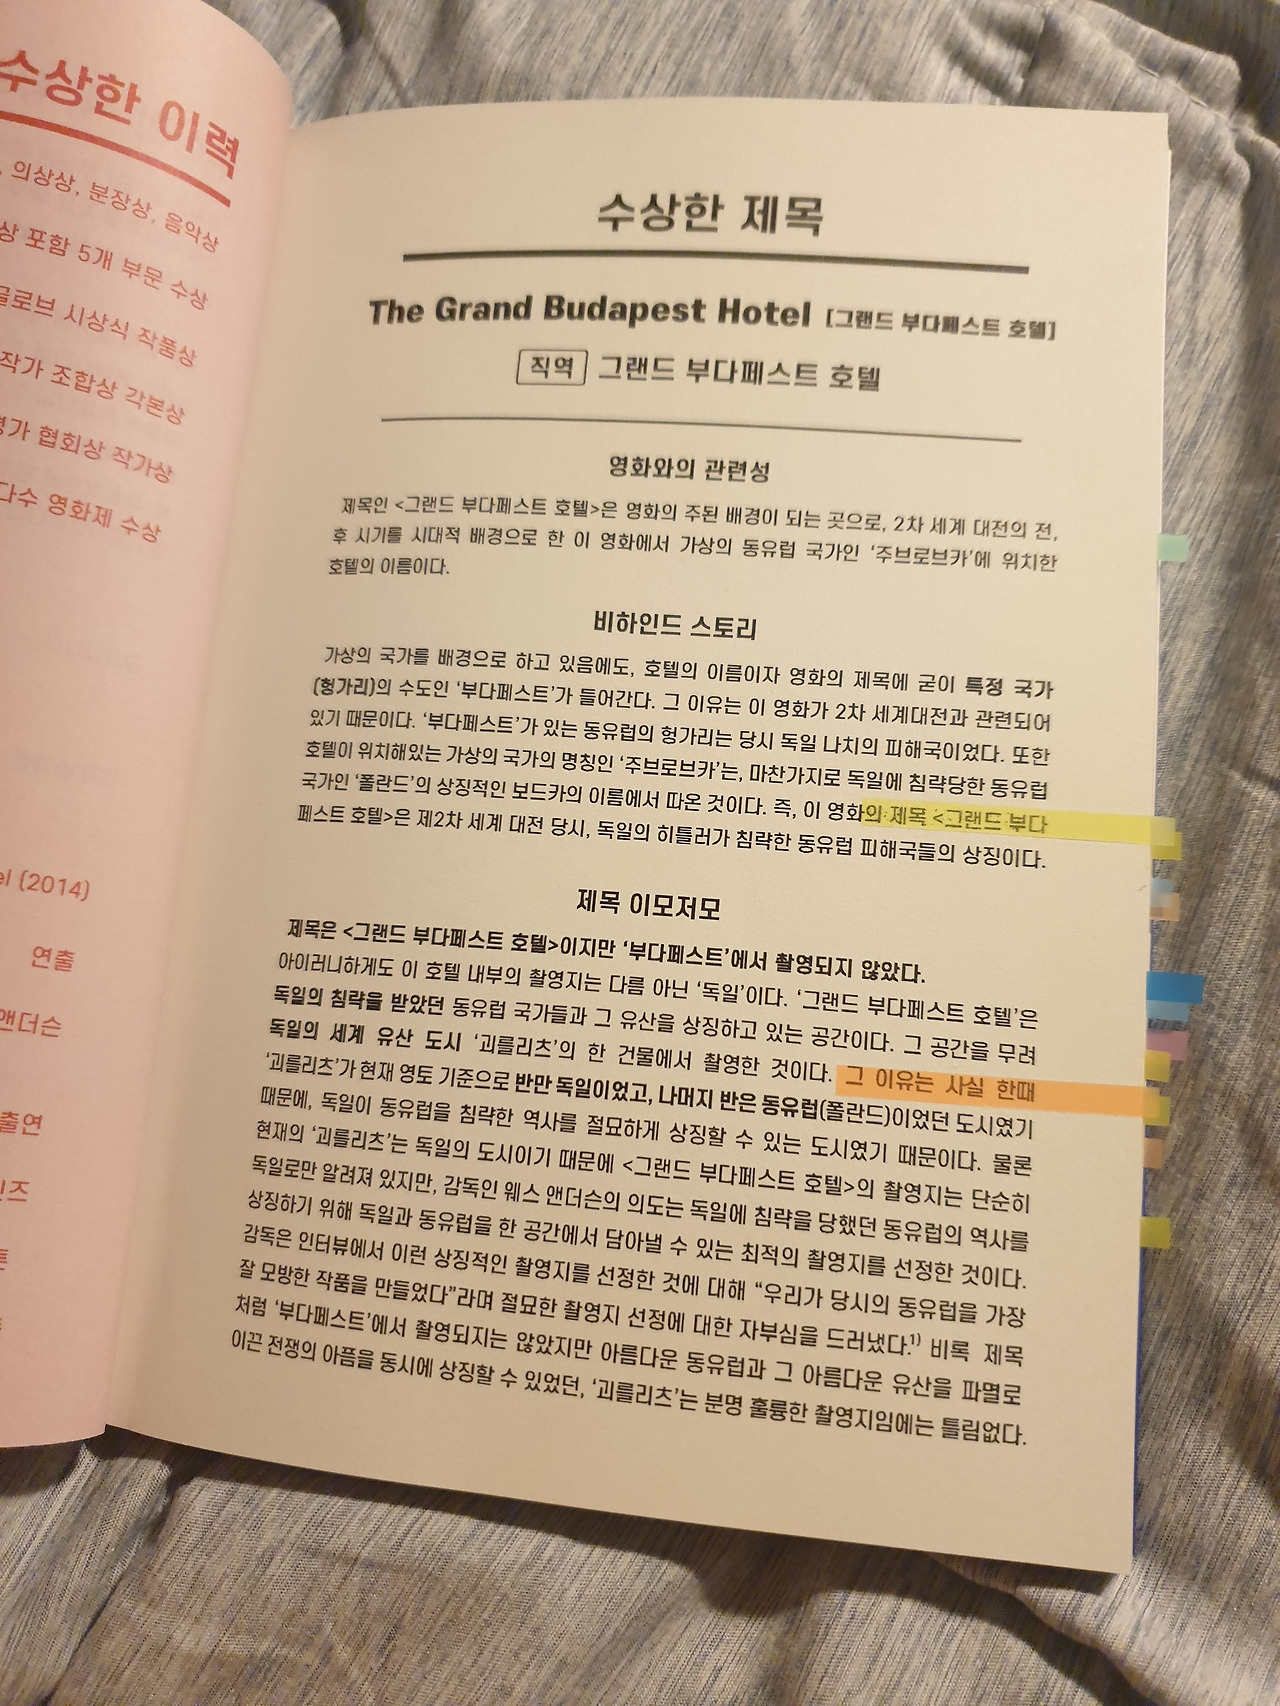 수상한 이력
의상상, 분장상, 음악상
상 포함 5개 부문 수상
글로브 시상식 작품상
작가 조합상 각본상
평가 협회상 작가상
다수 영화제 수상
el (2014)
연출
앤더슨
출연
인즈
수상한 제목
The Grand Budapest Hotel [그랜드 부다페스트 호텔]
직역 그랜드 부다페스트 호텔
영화와의 관련성
제목인 <그랜드 부다페스트 호텔>은 영화의 주된 배경이 되는 곳으로, 2차 세계 대전의 전,
후 시기를 시대적 배경으로 한 이 영화에서 가상의 동유럽 국가인 ‘주브로브카’에 위치한
호텔의 이름이다.
비하인드 스토리
가상의 국가를 배경으로 하고 있음에도, 호텔의 이름이자 영화의 제목에 굳이 특정 국가
(헝가리)의 수도인 ‘부다페스트’가 들어간다. 그 이유는 이 영화가 2차 세계대전과 관련되어
있기 때문이다. ‘부다페스트’가 있는 동유럽의 헝가리는 당시 독일 나치의 피해국이었다. 또한
호텔이 위치해있는 가상의 국가의 명칭인 ‘주브로브카’는, 마찬가지로 독일에 침략당한 동유럽
국가인 ‘폴란드’의 상징적인 보드카의 이름에서 따온 것이다. 즉, 이 영화의 제목 <그랜드 부다
페스트 호텔>은 제2차 세계 대전 당시, 독일의 히틀러가 침략한 동유럽 피해국들의 상징이다.
제목 이모저모
제목은 <그랜드 부다페스트 호텔>이지만 ‘부다페스트’에서 촬영되지 않았다.
아이러니하게도 이 호텔 내부의 촬영지는 다름 아닌 ‘독일’이다. ‘그랜드 부다페스트 호텔’은
독일의 침략을 받았던 동유럽 국가들과 그 유산을 상징하고 있는 공간이다. 그 공간을 무려
독일의 세계 유산 도시 ‘괴를리츠’의 한 건물에서 촬영한 것이다. 그 이유는 사실 한때
‘괴를리츠’가 현재 영토 기준으로 반만 독일이었고, 나머지 반은 동유럽(폴란드)이었던 도시였기
때문에, 독일이 동유럽을 침략한 역사를 절묘하게 상징할 수 있는 도시였기 때문이다. 물론
현재의 ‘괴를리츠’는 독일의 도시이기 때문에 <그랜드 부다페스트 호텔>의 촬영지는 단순히
독일로만 알려져 있지만, 감독인 웨스 앤더슨의 의도는 독일에 침략을 당했던 동유럽의 역사를
상징하기 위해 독일과 동유럽을 한 공간에서 담아낼 수 있는 최적의 촬영지를 선정한 것이다.
감독은 인터뷰에서 이런 상징적인 촬영지를 선정한 것에 대해 “우리가 당시의 동유럽을 가장
잘 모방한 작품을 만들었다”라며 절묘한 촬영지 선정에 대한 자부심을 드러냈다.¹⁾ 비록 제목
처럼 ‘부다페스트’에서 촬영되지는 않았지만 아름다운 동유럽과 그 아름다운 유산을 파멸로
이끈 전쟁의 아픔을 동시에 상징할 수 있었던, ‘괴를리츠’는 분명 훌륭한 촬영지임에는 틀림없다.